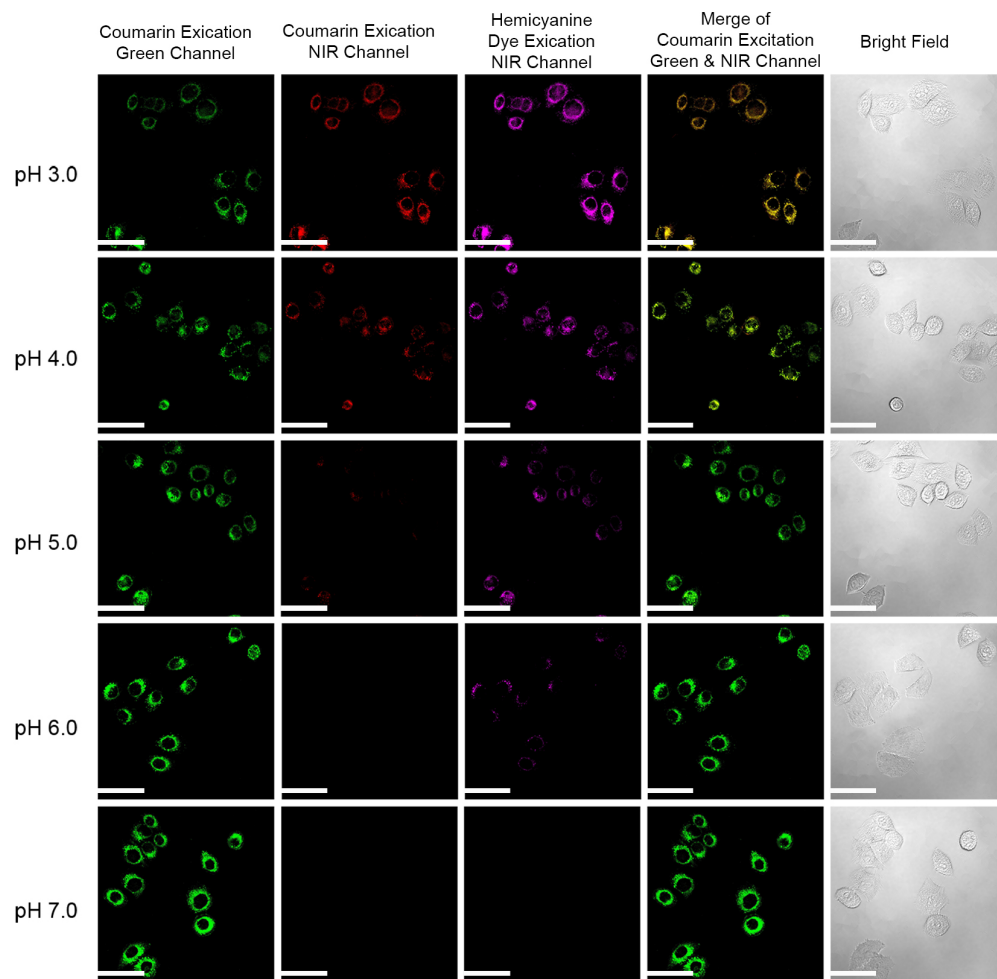 Coumarin Exication
Green Channel
Coumarin Exication
NIR Channel
Hemicyanine
Dye Exication
NIR Channel
Merge of
Coumarin Excitation
Green & NIR Channel
Bright Field
pH 3.0
pH 4.0
pH 5.0
pH 6.0
pH 7.0